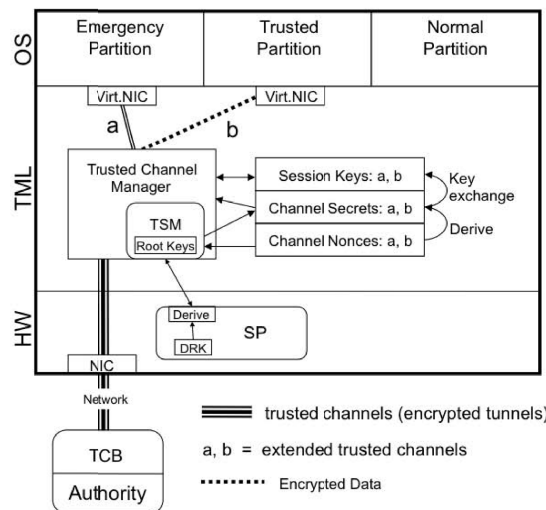 OS
Emergency
Partition
Trusted
Partition
Normal
Partition
TML
Virt.NIC
Virt.NIC
a
b
Trusted Channel
Manager
TSM
Root Keys
Session Keys: a, b
Channel Secrets: a, b
Channel Nonces: a, b
Key
exchange
Derive
HW
Derive
SP
DRK
NIC
Network
TCB
Authority
trusted channels (encrypted tunnels)
a, b = extended trusted channels
Encrypted Data